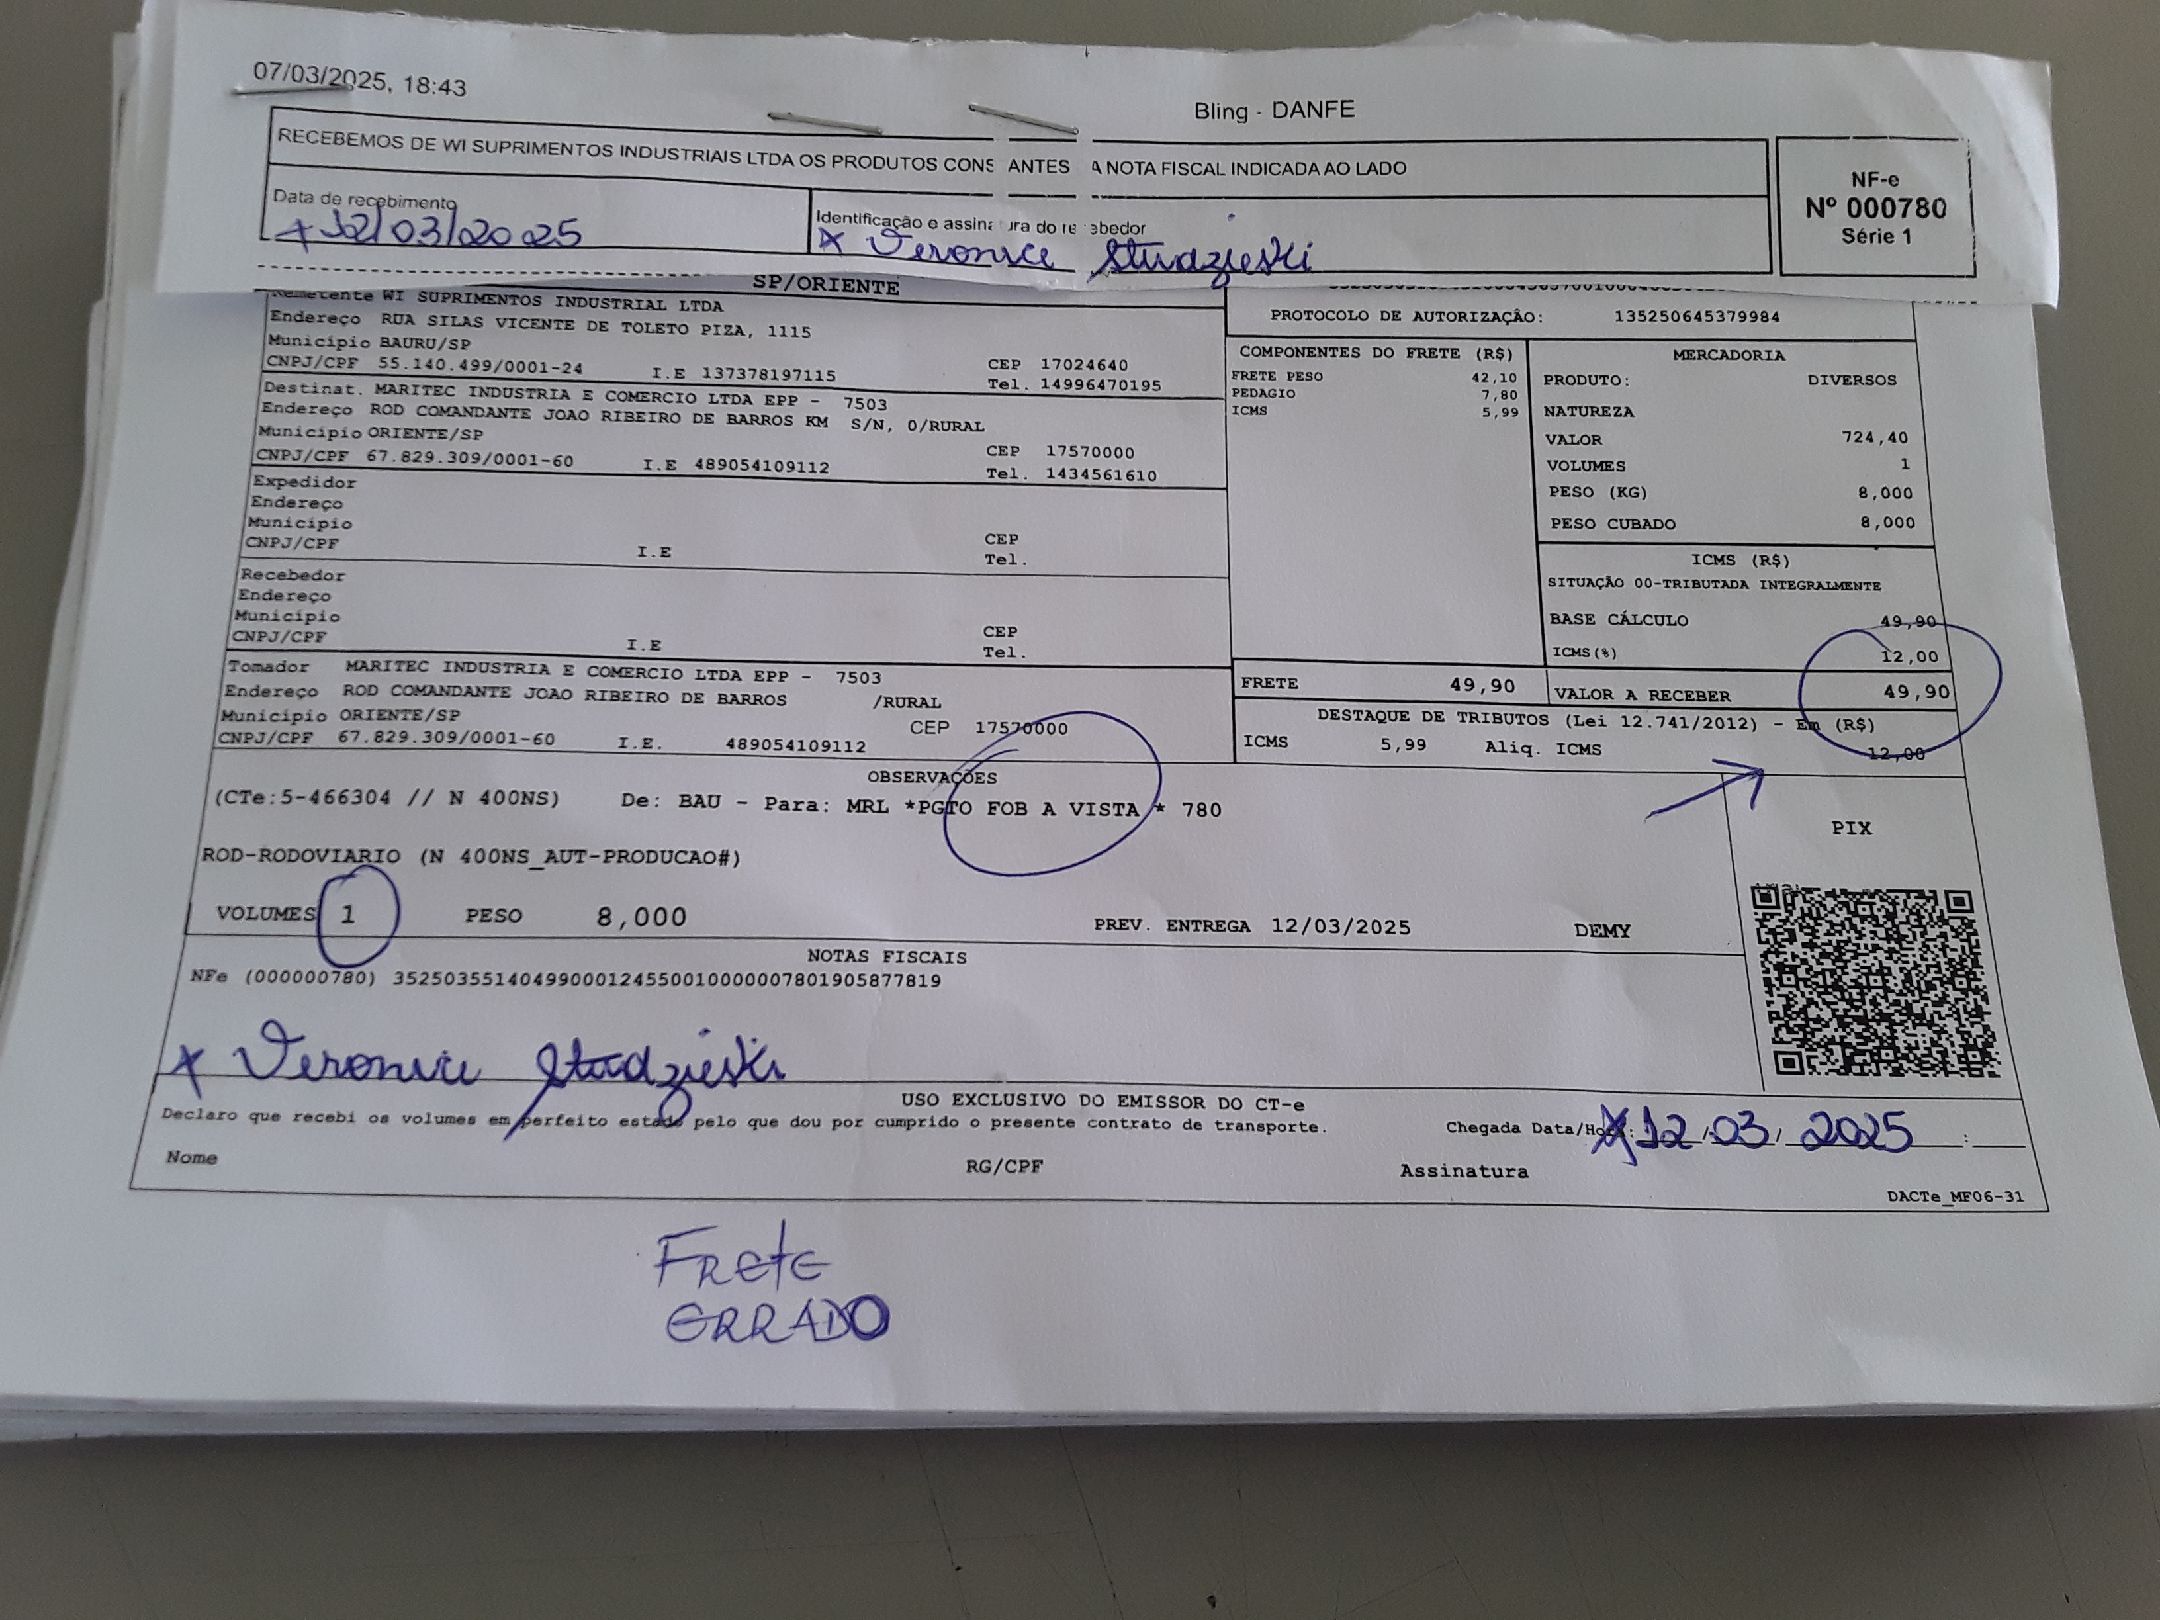 07/03/2025, 18:43
Bling - DANFE
RECEBEMOS DE WI SUPRIMENTOS INDUSTRIAIS LTDA OS PRODUTOS CONS ANTES A NOTA FISCAL INDICADA AO LADO
NF-e
Nº 000780
Série 1
Data de recebimento
x 12/03/2025
Identificação e assina ura do re ebedor
x Veronice Studzieski
SP/ORIENTE
Remetente WI SUPRIMENTOS INDUSTRIAL LTDA
Endereço RUA SILAS VICENTE DE TOLETO PIZA, 1115
Município BAURU/SP
CEP 17024640
CNPJ/CPF 55.140.499/0001-24 I.E 137378197115 Tel. 14996470195
Destinat. MARITEC INDUSTRIA E COMERCIO LTDA EPP - 7503
Endereço ROD COMANDANTE JOAO RIBEIRO DE BARROS KM S/N, 0/RURAL
Município ORIENTE/SP CEP 17570000
CNPJ/CPF 67.829.309/0001-60 I.E 489054109112 Tel. 1434561610
Expedidor
Endereço
Município CEP
CNPJ/CPF I.E Tel.
Recebedor
Endereço
Município CEP
CNPJ/CPF I.E Tel.
Tomador MARITEC INDUSTRIA E COMERCIO LTDA EPP - 7503
Endereço ROD COMANDANTE JOAO RIBEIRO DE BARROS /RURAL
Município ORIENTE/SP CEP 17570000
CNPJ/CPF 67.829.309/0001-60 I.E. 489054109112
PROTOCOLO DE AUTORIZAÇÃO: 135250645379984
COMPONENTES DO FRETE (R$)
FRETE PESO 42,10
PEDAGIO 7,80
ICMS 5,99
MERCADORIA
PRODUTO: DIVERSOS
NATUREZA
VALOR 724,40
VOLUMES 1
PESO (KG) 8,000
PESO CUBADO 8,000
ICMS (R$)
SITUAÇÃO 00-TRIBUTADA INTEGRALMENTE
BASE CÁLCULO 49,90
ICMS(%) 12,00
FRETE 49,90 VALOR A RECEBER 49,90
DESTAQUE DE TRIBUTOS (Lei 12.741/2012) - Em (R$)
ICMS 5,99 Aliq. ICMS 12,00
OBSERVAÇÕES
(CTe:5-466304 // N 400NS) De: BAU - Para: MRL *PGTO FOB A VISTA * 780
ROD-RODOVIARIO (N 400NS_AUT-PRODUCAO#)
VOLUMES 1 PESO 8,000 PREV. ENTREGA 12/03/2025 DEMY
PIX
NOTAS FISCAIS
NFe (000000780) 35250355140499000124550010000007801905877819
x Veronice Studzieski
USO EXCLUSIVO DO EMISSOR DO CT-e
Declaro que recebi os volumes em perfeito estado pelo que dou por cumprido o presente contrato de transporte.
Chegada Data/Hora: x 12/03/2025 :
Nome RG/CPF Assinatura
DACTe_MF06-31
FRETE
ERRADO